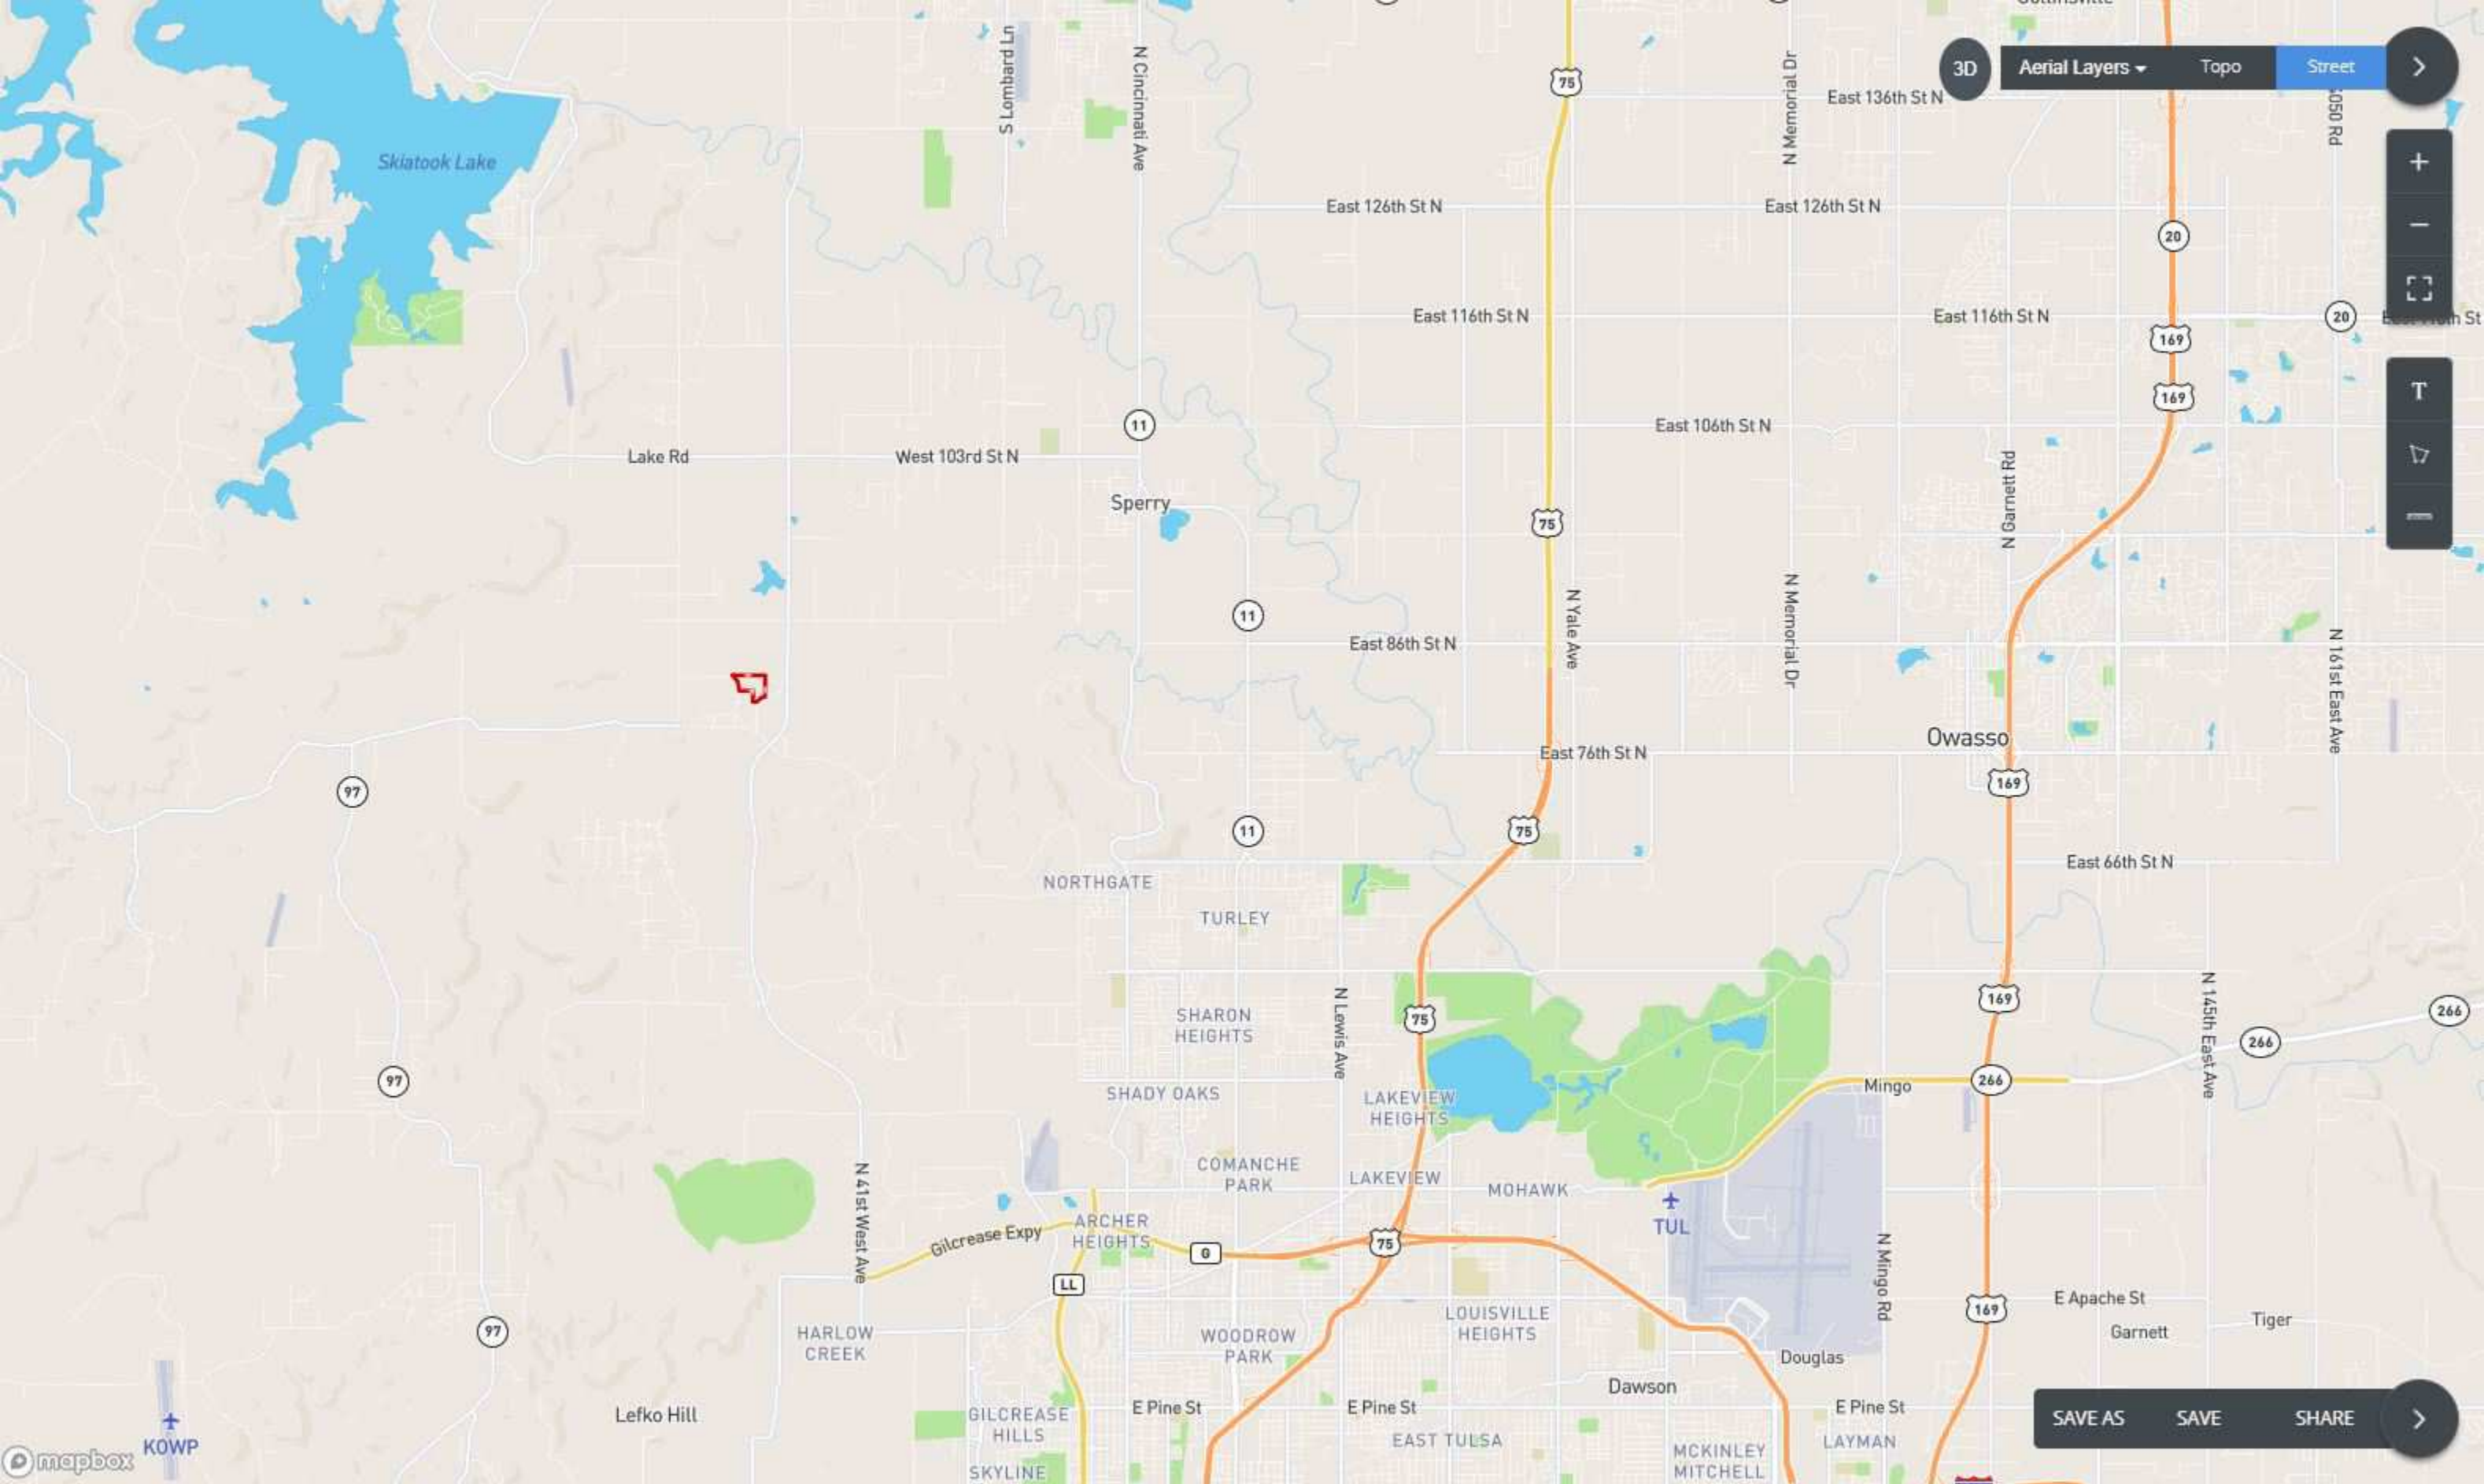 Skiatook Lake
S Lombard Ln
N Cincinnati Ave
75
N Memorial Dr
East 136th St N
3D
Aerial Layers
Topo
Street
East 126th St N
East 126th St N
20
East 116th St N
East 116th St N
20
169
T
169
11
East 106th St N
Lake Rd
West 103rd St N
N Garnett Rd
Sperry
75
11
N Yale Ave
N Memorial Dr
N 161st East Ave
East 86th St N
Owasso
East 76th St N
97
169
11
75
East 66th St N
NORTHGATE
TURLEY
SHARON
HEIGHTS
N Lewis Ave
75
169
N 145th East Ave
266
266
97
SHADY OAKS
LAKEVIEW
HEIGHTS
Mingo
266
N 41st West Ave
COMANCHE
PARK
LAKEVIEW
MOHAWK
TUL
ARCHER
HEIGHTS
Gilcrease Expy
G
75
N Mingo Rd
LL
169
E Apache St
Tiger
Garnett
97
HARLOW
CREEK
WOODROW
PARK
LOUISVILLE
HEIGHTS
Douglas
Dawson
Lefko Hill
GILCREASE
HILLS
E Pine St
E Pine St
E Pine St
SAVE AS
SAVE
SHARE
EAST TULSA
MCKINLEY
MITCHELL
LAYMAN
KOWP
mapbox
SKYLINE